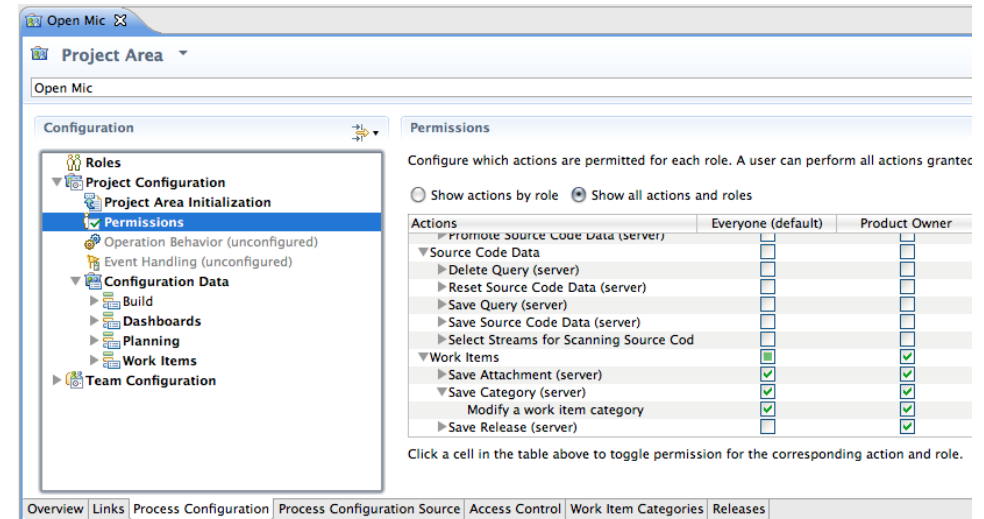 Open Mic
Project Area
Open Mic
Configuration
Roles
Project Configuration
Project Area Initialization
Permissions
Operation Behavior (unconfigured)
Event Handling (unconfigured)
Configuration Data
Build
Dashboards
Planning
Work Items
Team Configuration
Permissions
Configure which actions are permitted for each role. A user can perform all actions granted
Show actions by role Show all actions and roles
Actions Everyone (default) Product Owner
Promote Source Code Data (server)
Source Code Data
Delete Query (server)
Reset Source Code Data (server)
Save Query (server)
Save Source Code Data (server)
Select Streams for Scanning Source Cod
Work Items
Save Attachment (server)
Save Category (server)
Modify a work item category
Save Release (server)
Click a cell in the table above to toggle permission for the corresponding action and role.
Overview Links Process Configuration Process Configuration Source Access Control Work Item Categories Releases